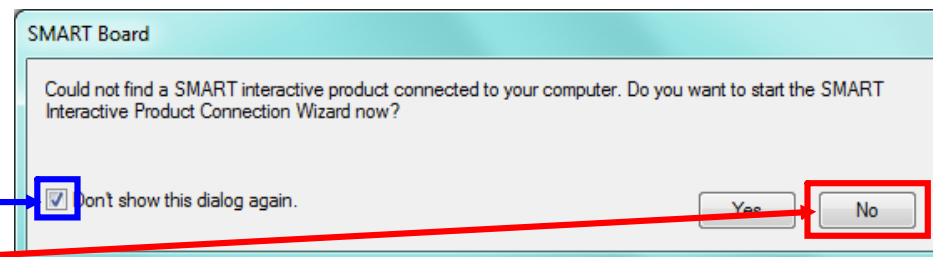 SMART Board
Could not find a SMART interactive product connected to your computer. Do you want to start the SMART
Interactive Product Connection Wizard now?
Don't show this dialog again.
Yes No